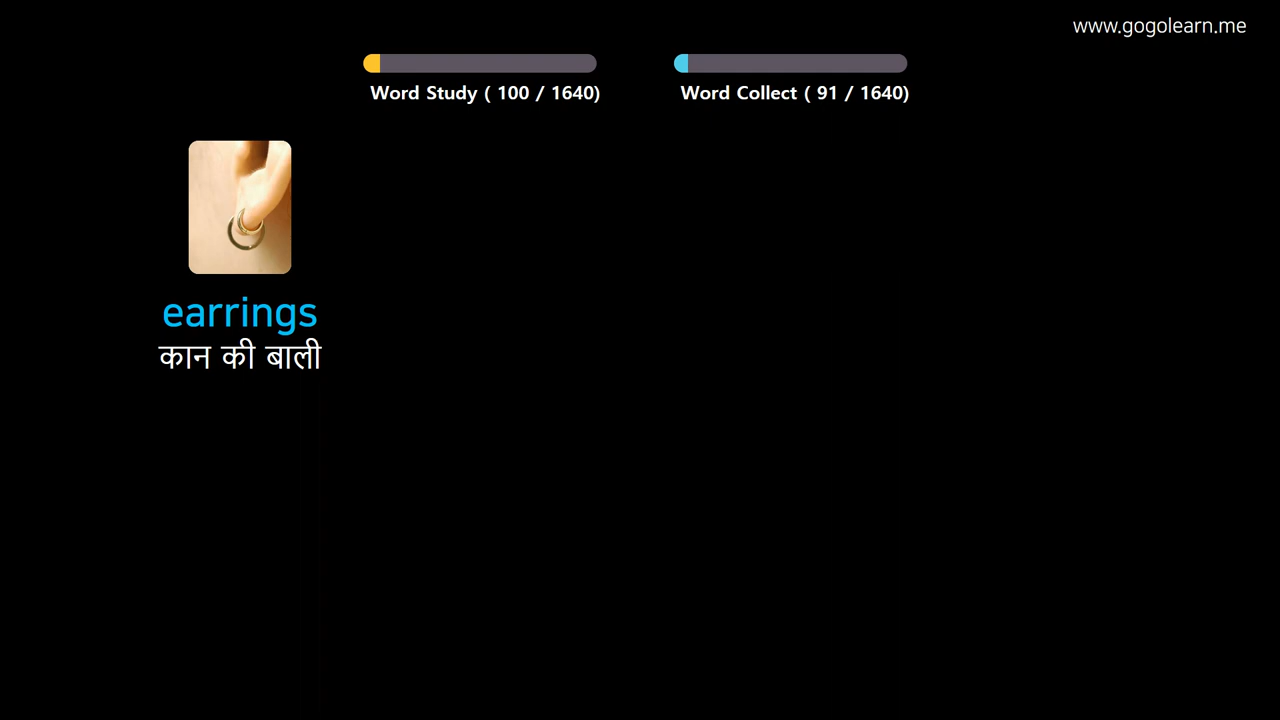 www.gogolearn.me
Word Study ( 100 / 1640)
Word Collect ( 91 / 1640)
earrings
कान की बाली